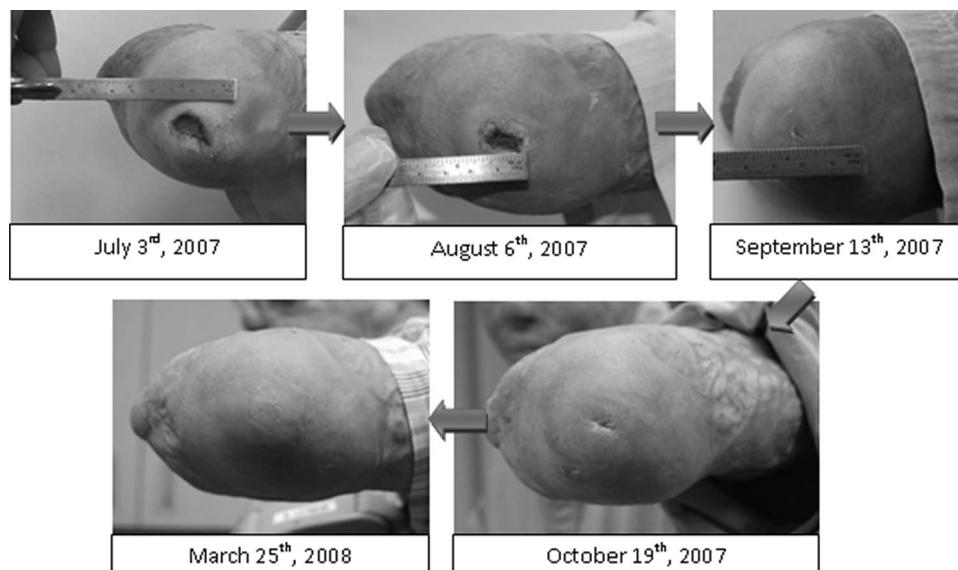 July 3rd, 2007
August 6th, 2007
September 13th, 2007
March 25th, 2008
October 19th, 2007